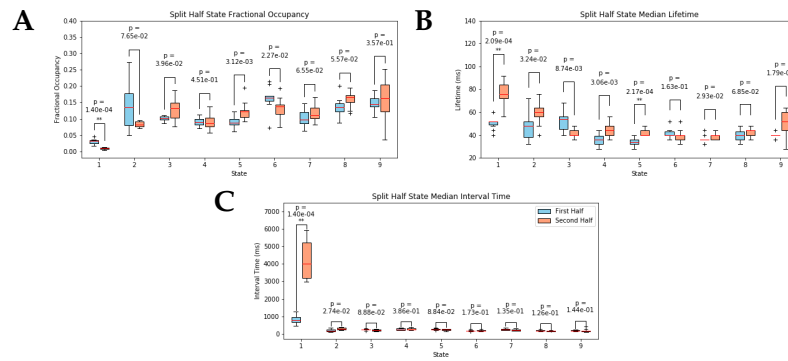 A
Split Half State Fractional Occupancy
Fractional Occupancy
0.40
0.35
0.30
0.25
0.20
0.15
0.10
0.05
0.00
p =
1.40e-04
**
p =
7.65e-02
p =
3.96e-02
p =
4.51e-01
p =
3.12e-03
p =
2.27e-02
p =
6.55e-02
p =
5.57e-02
p =
3.57e-01
1 2 3 4 5 6 7 8 9
State
B
Split Half State Median Lifetime
Lifetime (ms)
140
120
100
80
60
40
20
0
p =
2.09e-04
**
p =
3.24e-02
p =
8.74e-03
p =
3.06e-03
p =
2.17e-04
**
p =
1.63e-01
p =
2.93e-02
p =
6.85e-02
p =
1.79e-0
1 2 3 4 5 6 7 8 9
State
C
Split Half State Median Interval Time
Interval Time (ms)
7000
6000
5000
4000
3000
2000
1000
0
p =
1.40e-04
**
p =
2.74e-02
p =
8.88e-02
p =
3.86e-01
p =
8.84e-02
p =
1.73e-01
p =
1.35e-01
p =
1.26e-01
p =
1.44e-01
First Half
Second Half
1 2 3 4 5 6 7 8 9
State